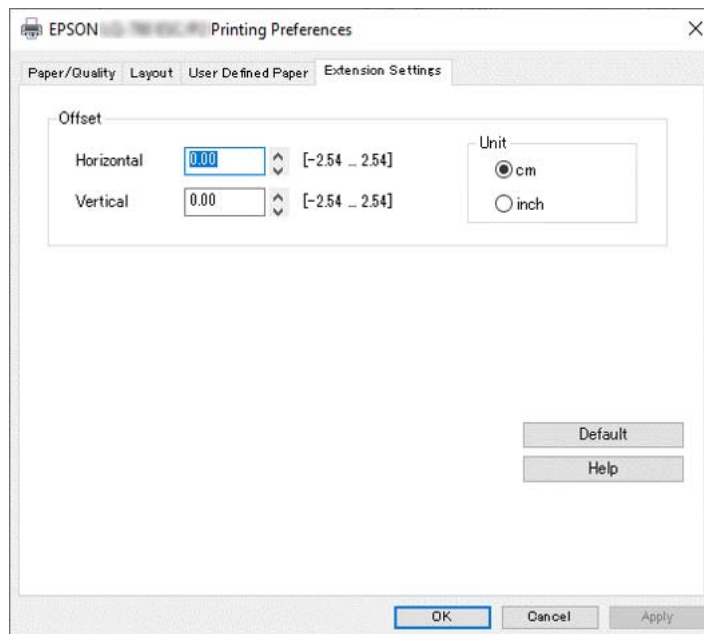 EPSON Printing Preferences
Paper/Quality Layout User Defined Paper Extension Settings
Offset
Horizontal 0.00 [-2.54 .. 2.54]
Vertical 0.00 [-2.54 .. 2.54]
Unit
cm
inch
Default
Help
OK Cancel Apply